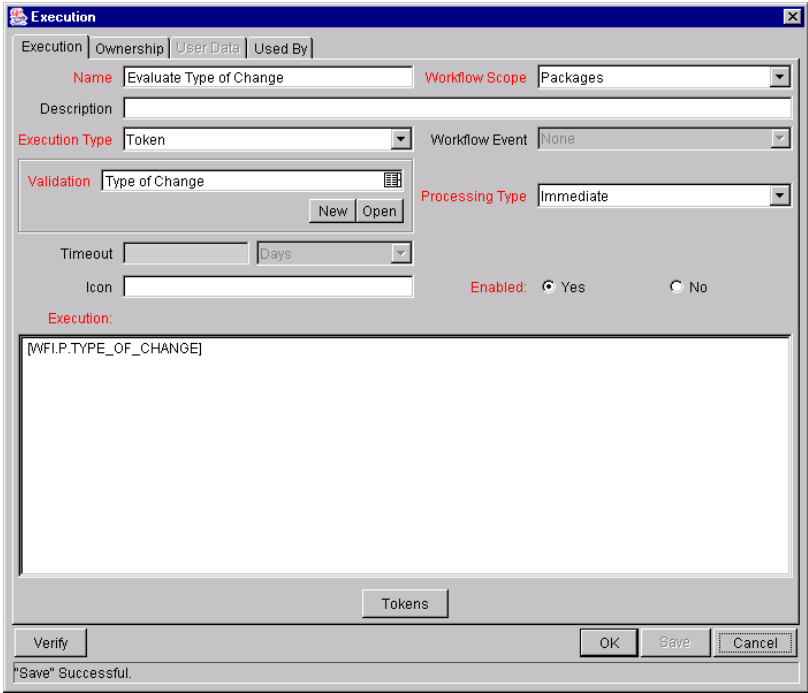 Execution
Execution Ownership User Data Used By
Name Evaluate Type of Change Workflow Scope Packages
Description
Execution Type Token Workflow Event None
Validation Type of Change
New Open
Processing Type Immediate
Timeout Days
Icon Enabled: Yes No
Execution:
[WFI.P.TYPE_OF_CHANGE]
Tokens
Verify OK Save Cancel
"Save" Successful.